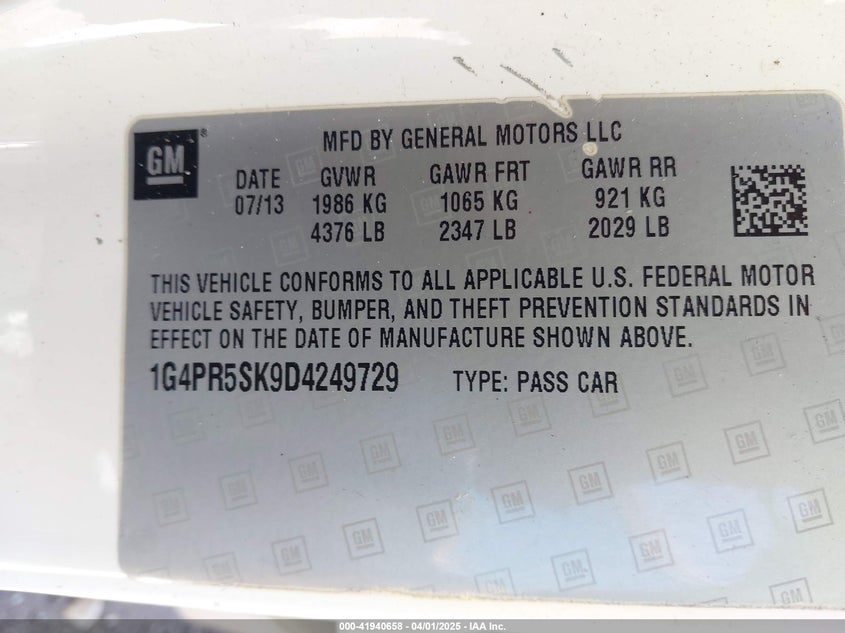 GM ®
MFD BY GENERAL MOTORS LLC
DATE GVWR GAWR FRT GAWR RR
07/13 1986 KG 1065 KG 921 KG
4376 LB 2347 LB 2029 LB
THIS VEHICLE CONFORMS TO ALL APPLICABLE U.S. FEDERAL MOTOR
VEHICLE SAFETY, BUMPER, AND THEFT PREVENTION STANDARDS IN
EFFECT ON THE DATE OF MANUFACTURE SHOWN ABOVE.
1G4PR5SK9D4249729 TYPE: PASS CAR
000-41940658 - 04/01/2025 - IAA Inc.